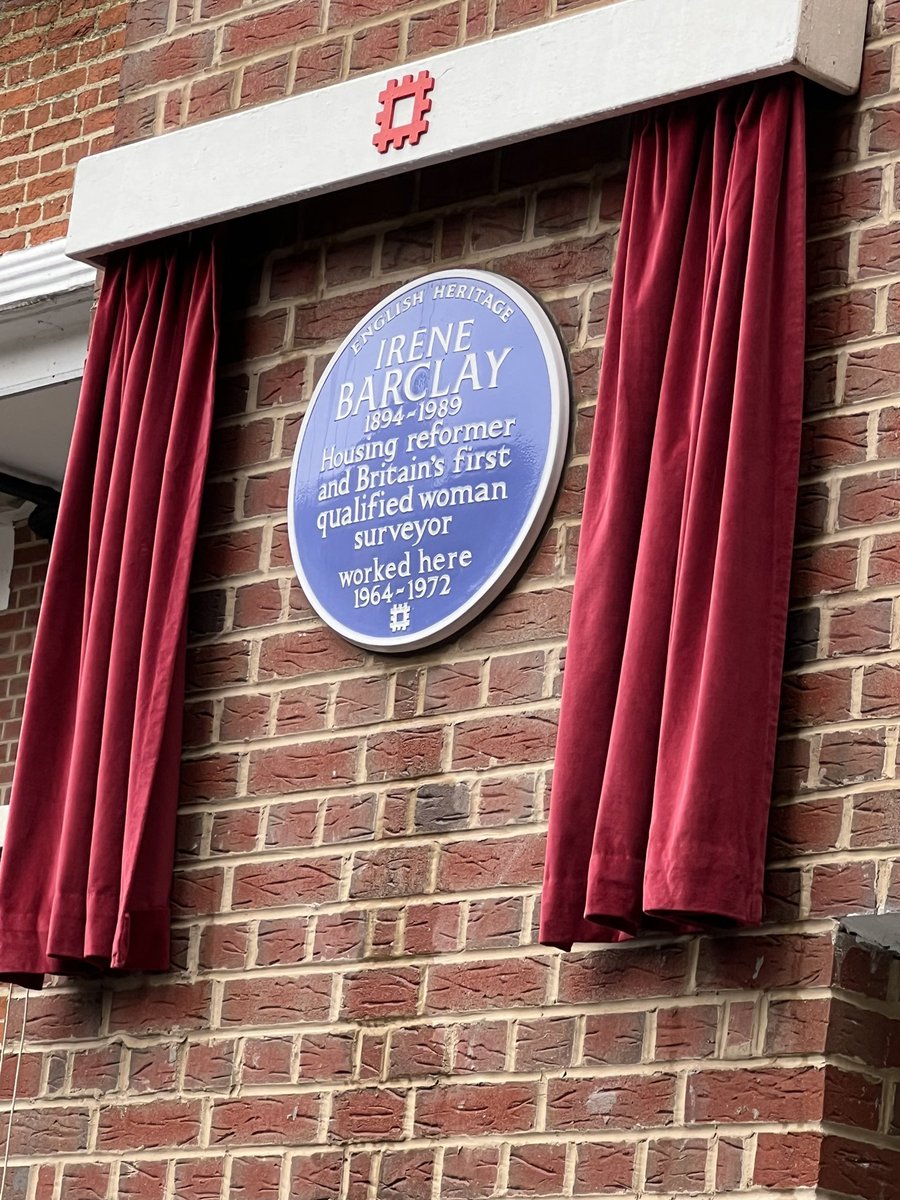 ENGLISH HERITAGE
IRENE
BARCLAY
1894-1989
Housing reformer
and Britain's first
qualified woman
surveyor
worked here
1964-1972